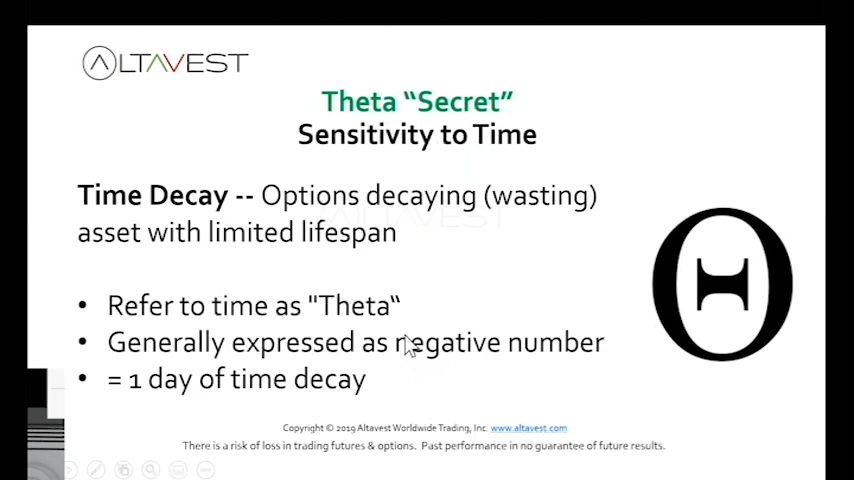 ALTAVEST
Theta “Secret”
Sensitivity to Time
Time Decay -- Options decaying (wasting)
asset with limited lifespan
ALTAVEST
• Refer to time as "Theta“
• Generally expressed as negative number
• = 1 day of time decay
Θ
Copyright © 2019 Altavest Worldwide Trading, Inc. www.altavest.com
There is a risk of loss in trading futures & options. Past performance in no guarantee of future results.